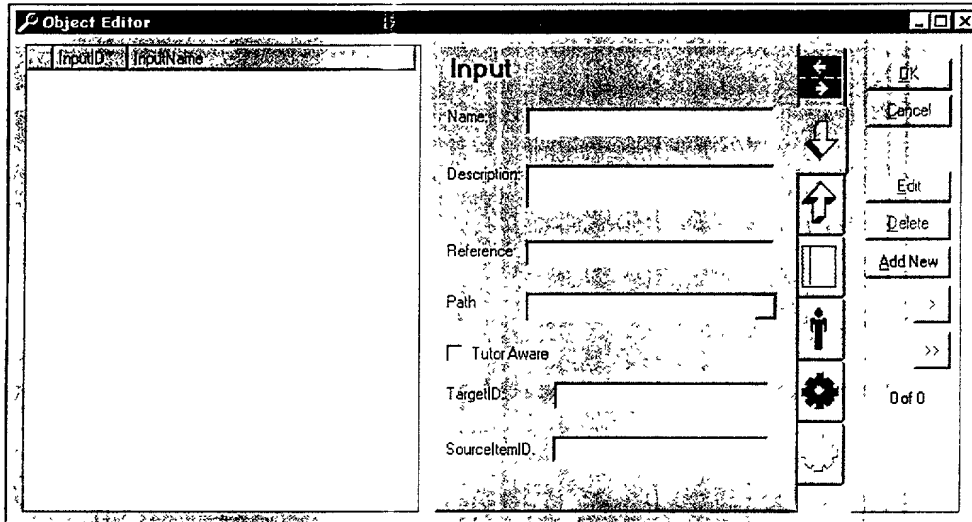 Object Editor
InputID InputName
Input
Name:
Description:
Reference:
Path
Tutor Aware
TargetID:
SourceItemID:
OK
Cancel
Edit
Delete
Add New
>
>>
0 of 0